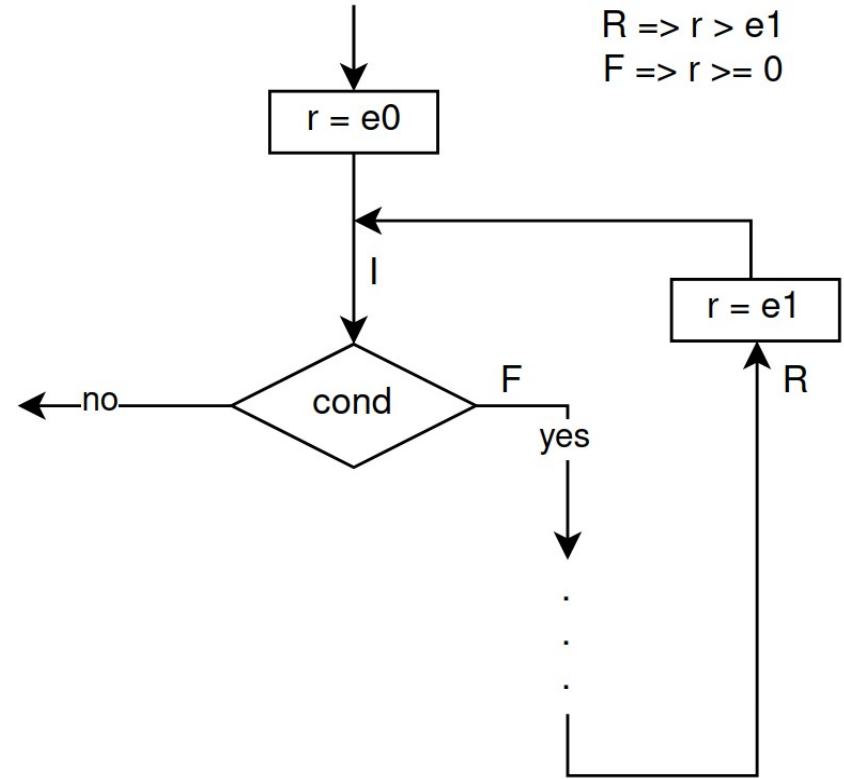 R => r > e1
F => r >= 0
r = e0
I
r = e1
R
F
cond
no
yes
.
.
.